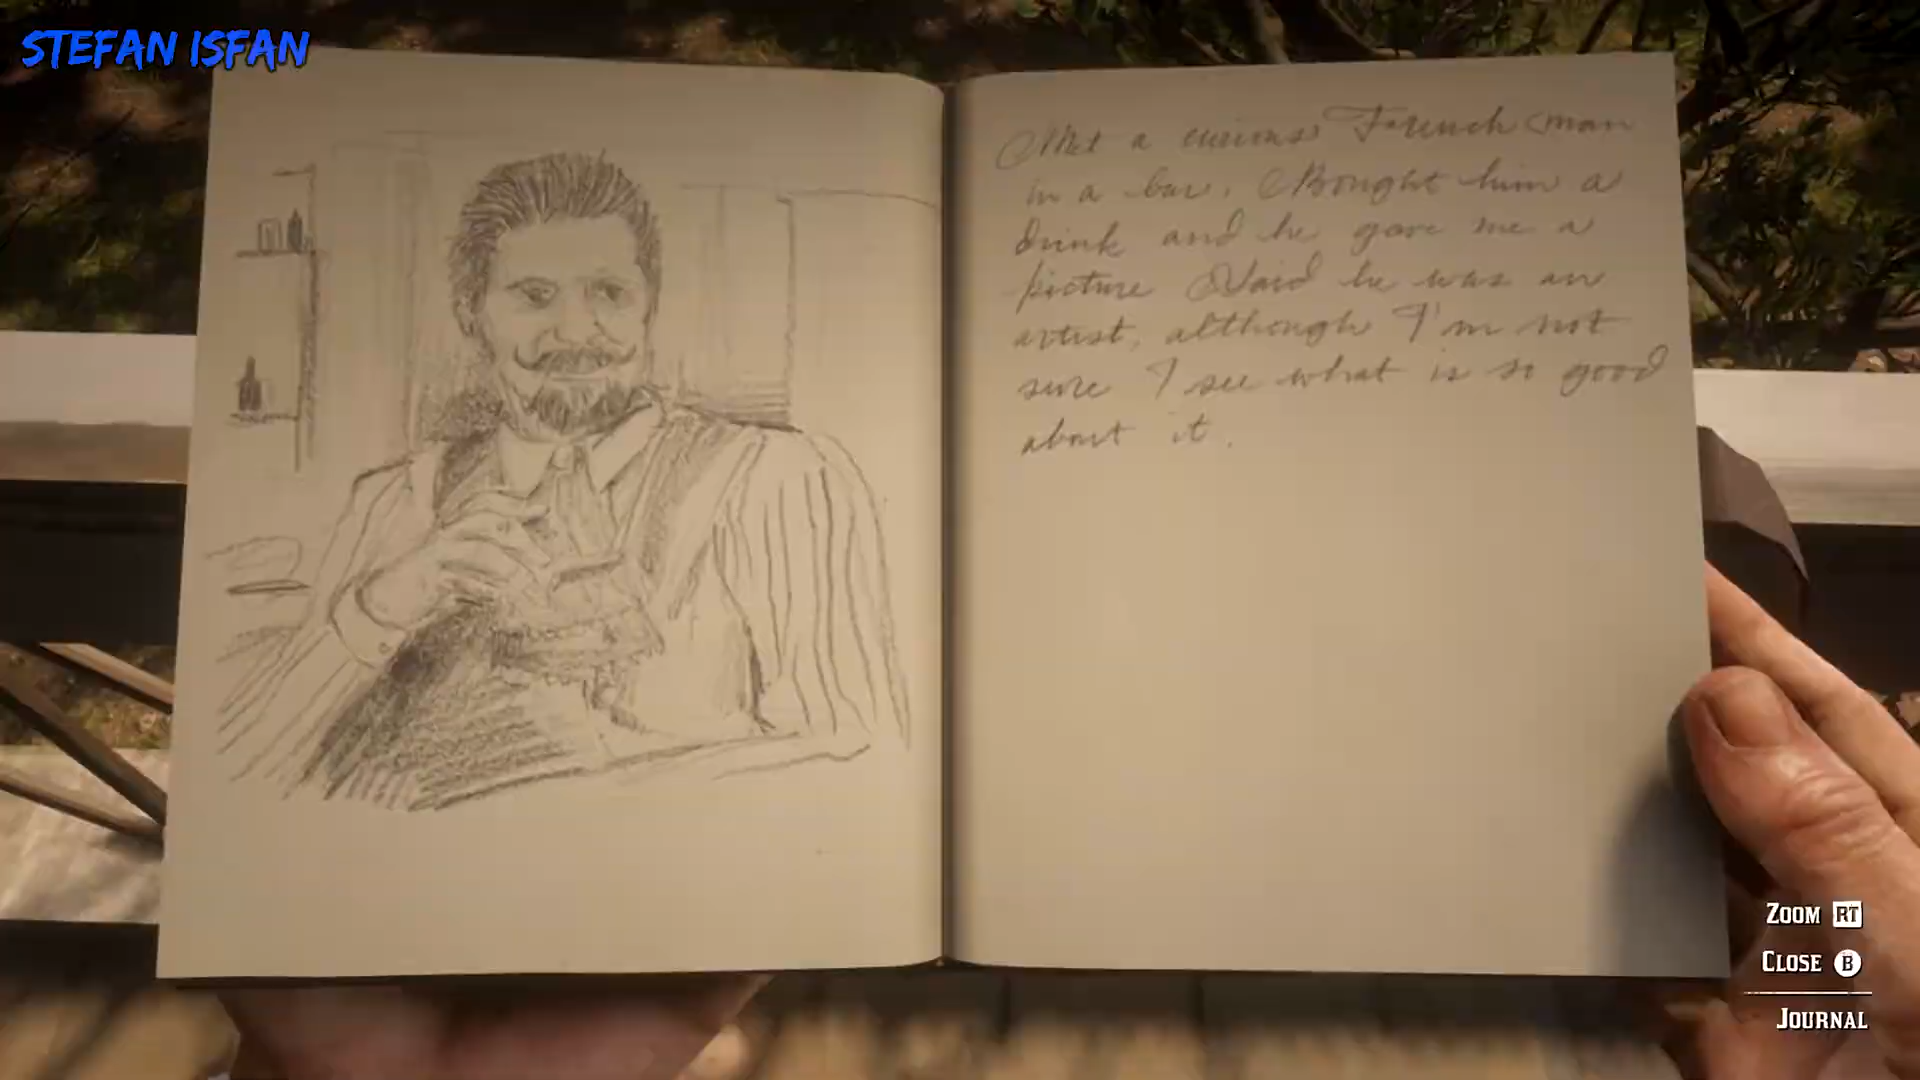 STEFAN ISFAN
Met a curious French man
in a bar. Bought him a
drink and he gave me a
picture Said he was an
artist, although I'm not
sure I see what is so good
about it.
ZOOM RT
CLOSE B
JOURNAL